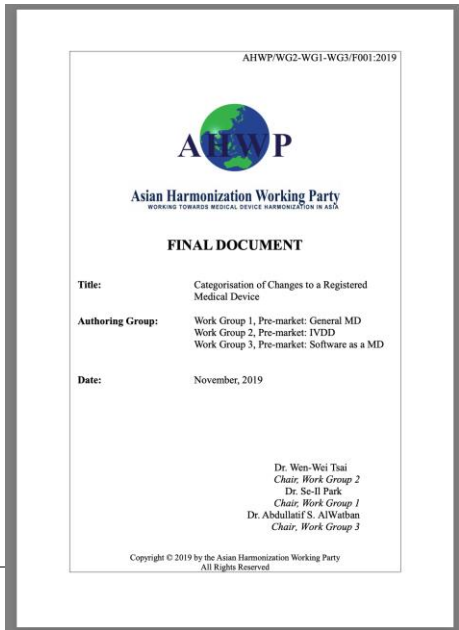 AHWP/WG2-WG1-WG3/F001:2019
AHWP
Asian Harmonization Working Party
WORKING TOWARDS MEDICAL DEVICE HARMONIZATION IN ASIA
FINAL DOCUMENT
Title: Categorisation of Changes to a Registered
Medical Device
Authoring Group: Work Group 1, Pre-market: General MD
Work Group 2, Pre-market: IVDD
Work Group 3, Pre-market: Software as a MD
Date: November, 2019
Dr. Wen-Wei Tsai
Chair, Work Group 2
Dr. Se-Il Park
Chair, Work Group 1
Dr. Abdullatif S. AlWatban
Chair, Work Group 3
Copyright © 2019 by the Asian Harmonization Working Party
All Rights Reserved